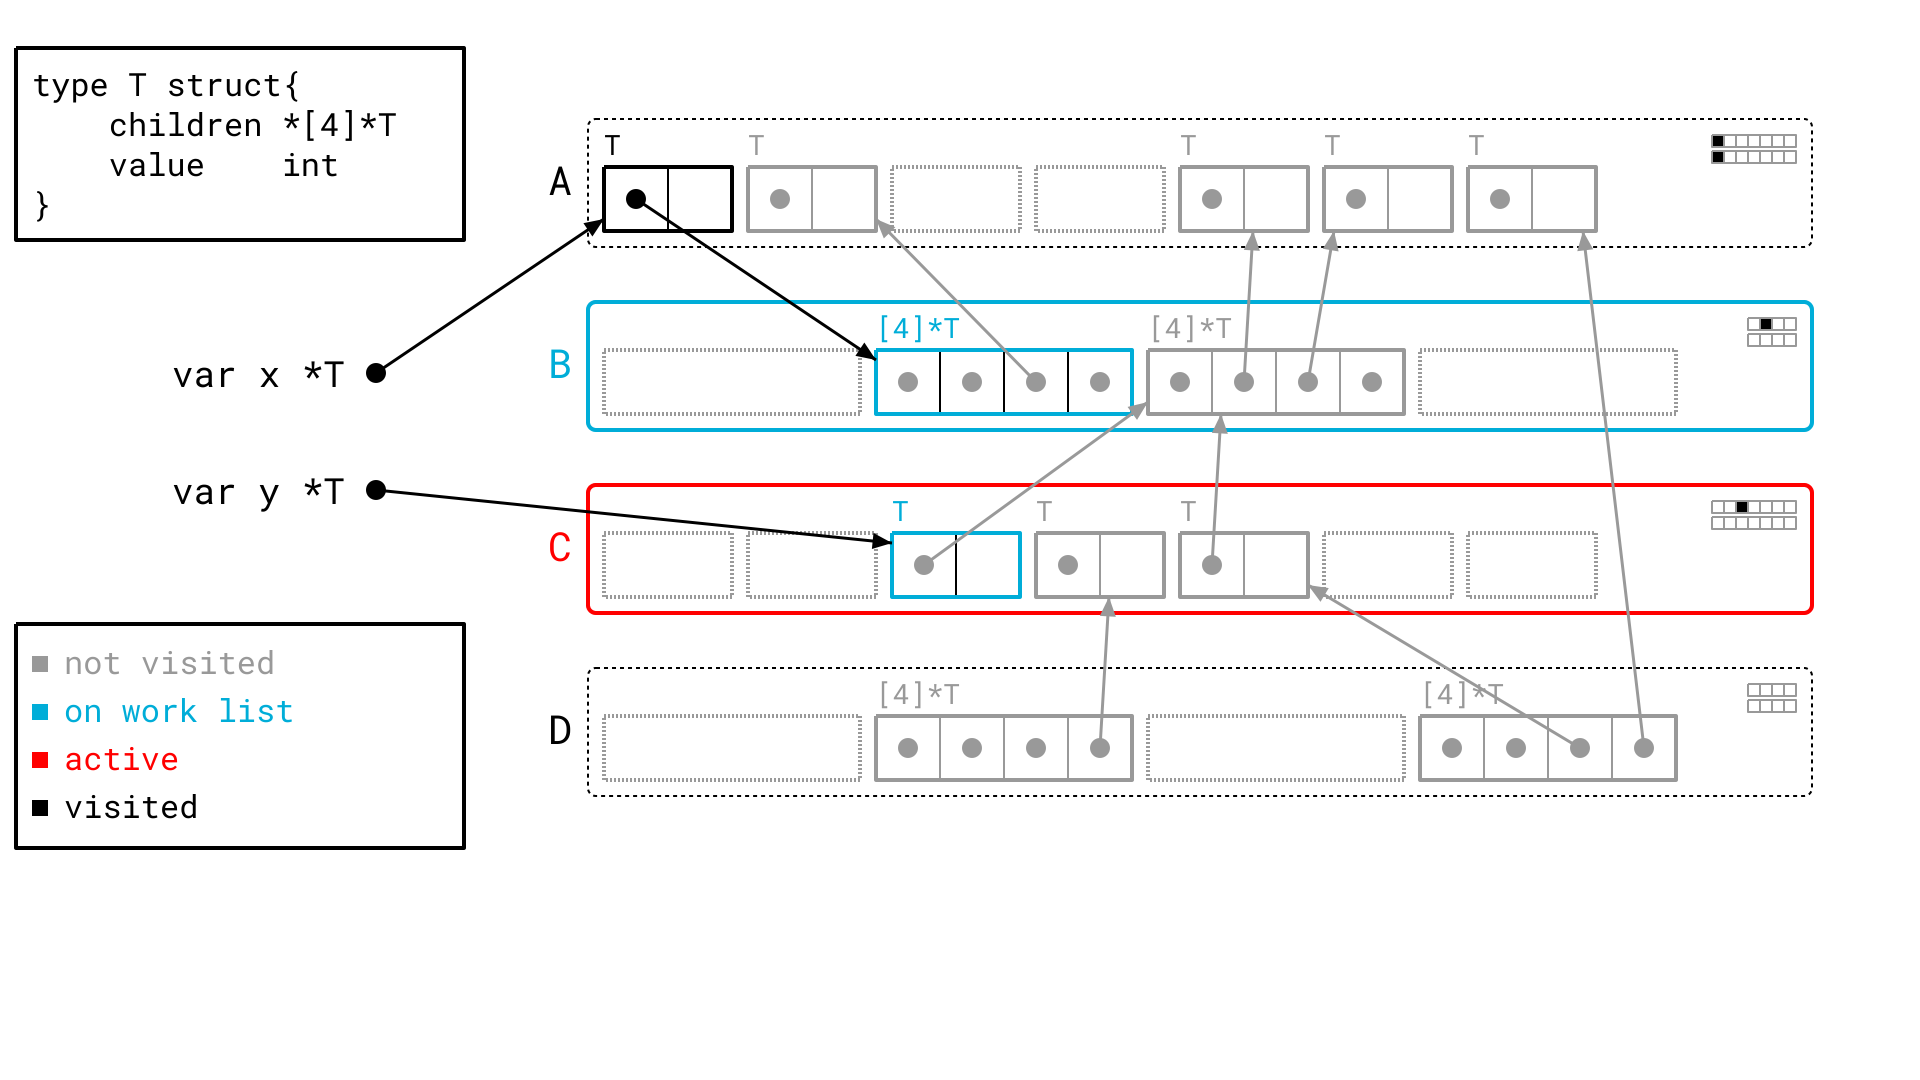 type T struct{
    children *[4]*T
    value    int
}
T T T T T
A
[4]*T [4]*T
B
var x *T
var y *T
T T T
C
not visited
on work list
active
visited
[4]*T [4]*T
D